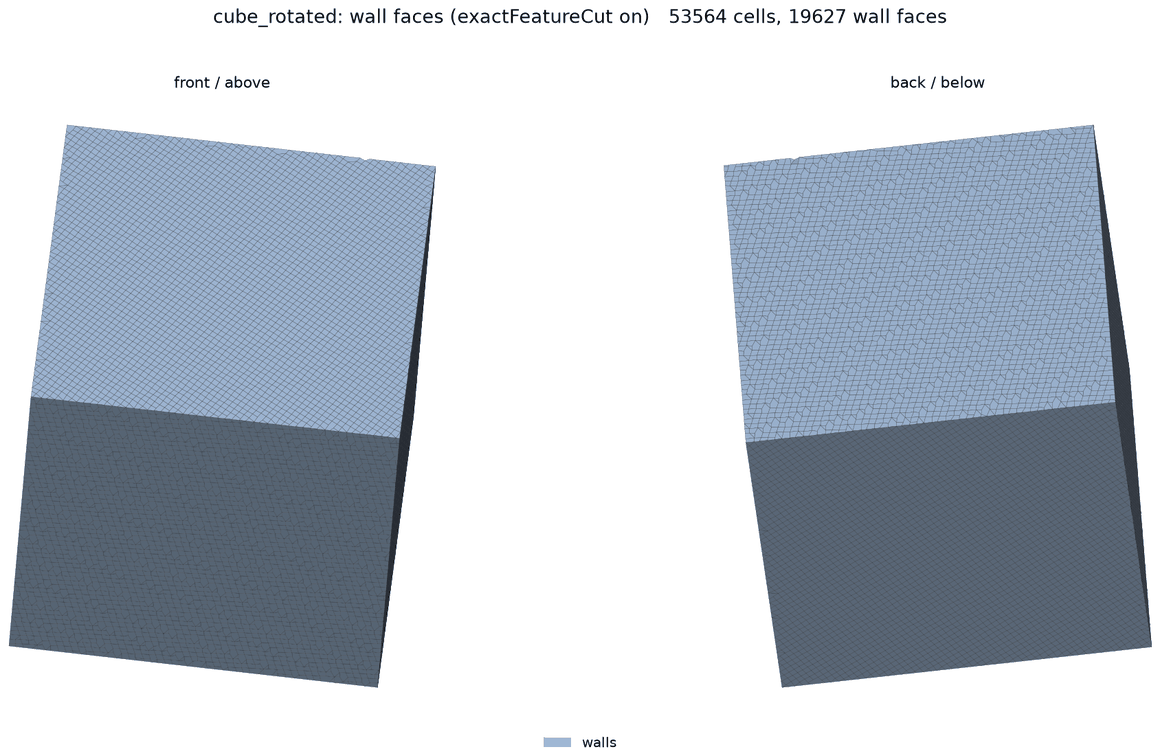 cube_rotated: wall faces (exactFeatureCut on)   53564 cells, 19627 wall faces
front / above
back / below
walls